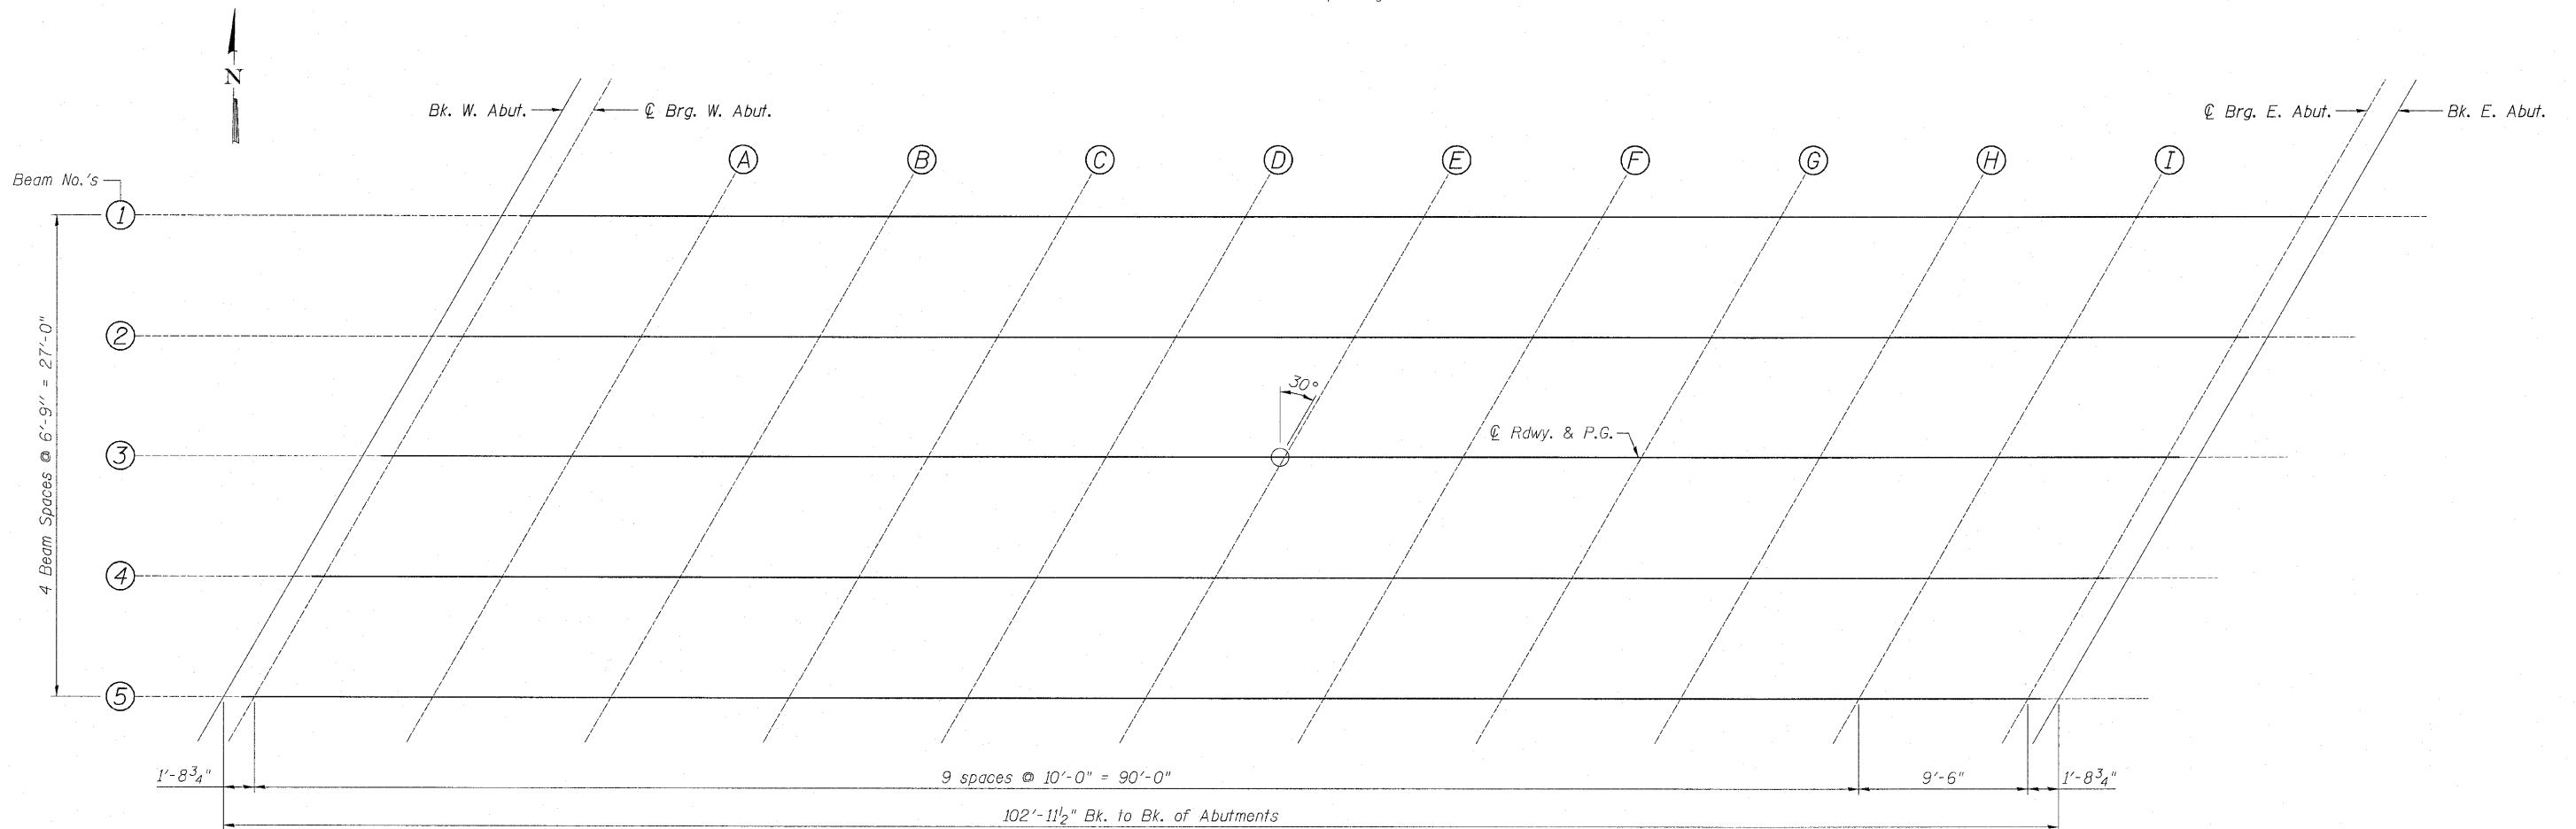 N
Bk. W. Abut.
℄ Brg. W. Abut.
℄ Brg. E. Abut.
Bk. E. Abut.
A B C D E F G H I
Beam No.'s
1
2
3
4
5
4 Beam Spaces @ 6'-9" = 27'-0"
30°
℄ Rdwy. & P.G.
1'-8¾"
9 spaces @ 10'-0" = 90'-0"
9'-6"
1'-8¾"
102'-11½" Bk. to Bk. of Abutments